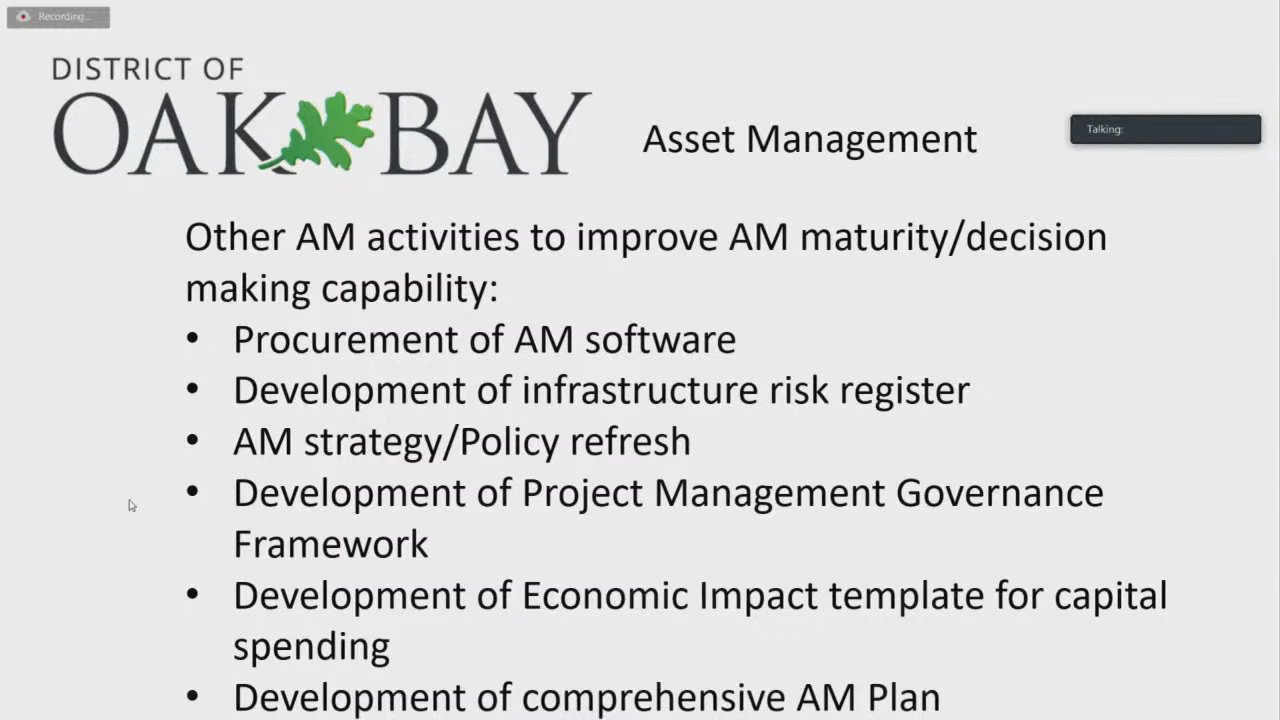 Recording...
DISTRICT OF
OAK BAY
Asset Management
Talking:
Other AM activities to improve AM maturity/decision
making capability:
• Procurement of AM software
• Development of infrastructure risk register
• AM strategy/Policy refresh
• Development of Project Management Governance
Framework
• Development of Economic Impact template for capital
spending
• Development of comprehensive AM Plan